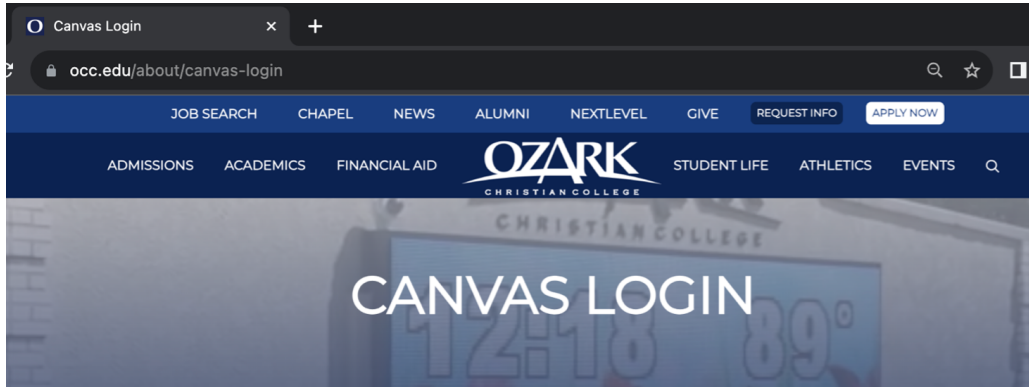 Canvas Login
occ.edu/about/canvas-login
JOB SEARCH CHAPEL NEWS ALUMNI NEXTLEVEL GIVE REQUEST INFO APPLY NOW
ADMISSIONS ACADEMICS FINANCIAL AID OZARK STUDENT LIFE ATHLETICS EVENTS
CHRISTIAN COLLEGE
CHRISTIAN COLLEGE
CANVAS LOGIN
12:18 89°